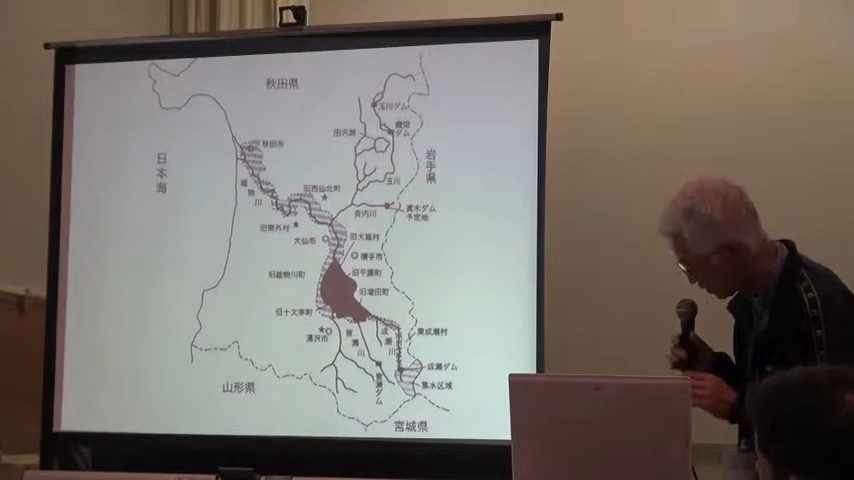 秋田県
玉川ダム
鎧畑
ダム
田沢湖
秋田市
日本海
岩手県
玉川
旧西仙北町
雄物川
斉内川
真木ダム
予定地
旧南外村
大仙市
旧大雄村
横手市
旧雄物川町
旧平鹿町
旧増田町
旧十文字町
湯沢市
皆瀬川
成瀬川
東成瀬村
成瀬ダム
皆瀬ダム
集水区域
山形県
宮城県